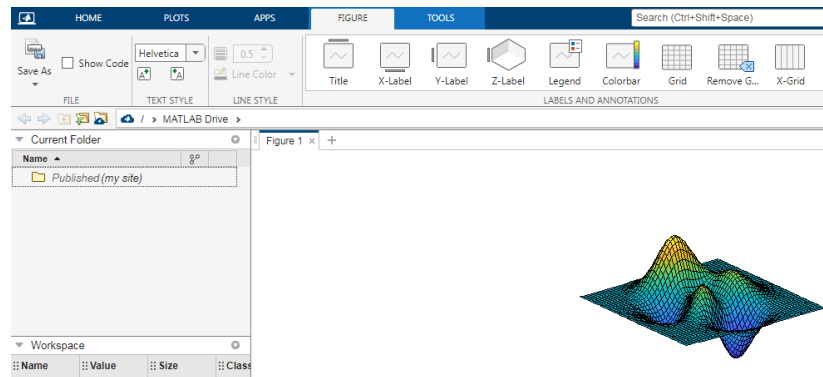 HOME PLOTS APPS FIGURE TOOLS Search (Ctrl+Shift+Space)
Save As Show Code Helvetica 0.5 Line Color Title X-Label Y-Label Z-Label Legend Colorbar Grid Remove G... X-Grid
FILE TEXT STYLE LINE STYLE LABELS AND ANNOTATIONS
/ › MATLAB Drive ›
Current Folder Figure 1 × +
Name
Published (my site)
Workspace
Name Value Size Class